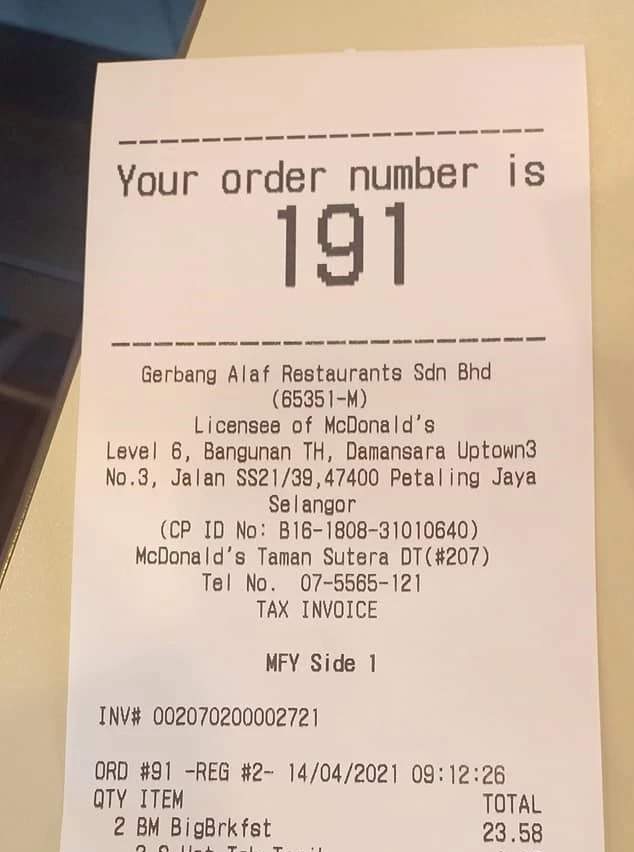 Your order number is
191
Gerbang Alaf Restaurants Sdn Bhd
(65351-M)
Licensee of McDonald's
Level 6, Bangunan TH, Damansara Uptown3
No.3, Jalan SS21/39,47400 Petaling Jaya
Selangor
(CP ID No: B16-1808-31010640)
McDonald's Taman Sutera DT(#207)
Tel No. 07-5565-121
TAX INVOICE
MFY Side 1
INV# 002070200002721
ORD #91 -REG #2- 14/04/2021 09:12:26
QTY ITEM TOTAL
2 BM BigBrkfst 23.58